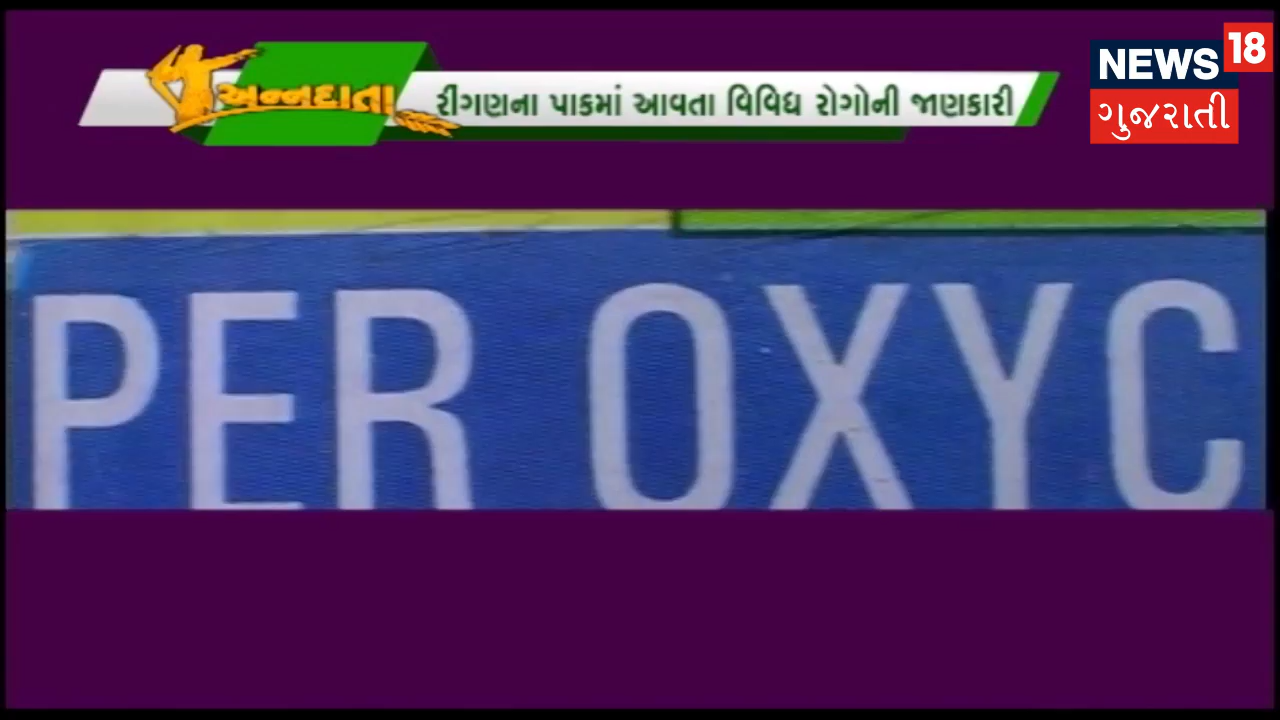 અન્નદાતા
રીંગણના પાકમાં આવતા વિવિધ રોગોની જાણકારી
NEWS 18
ગુજરાતી
PER OXYC